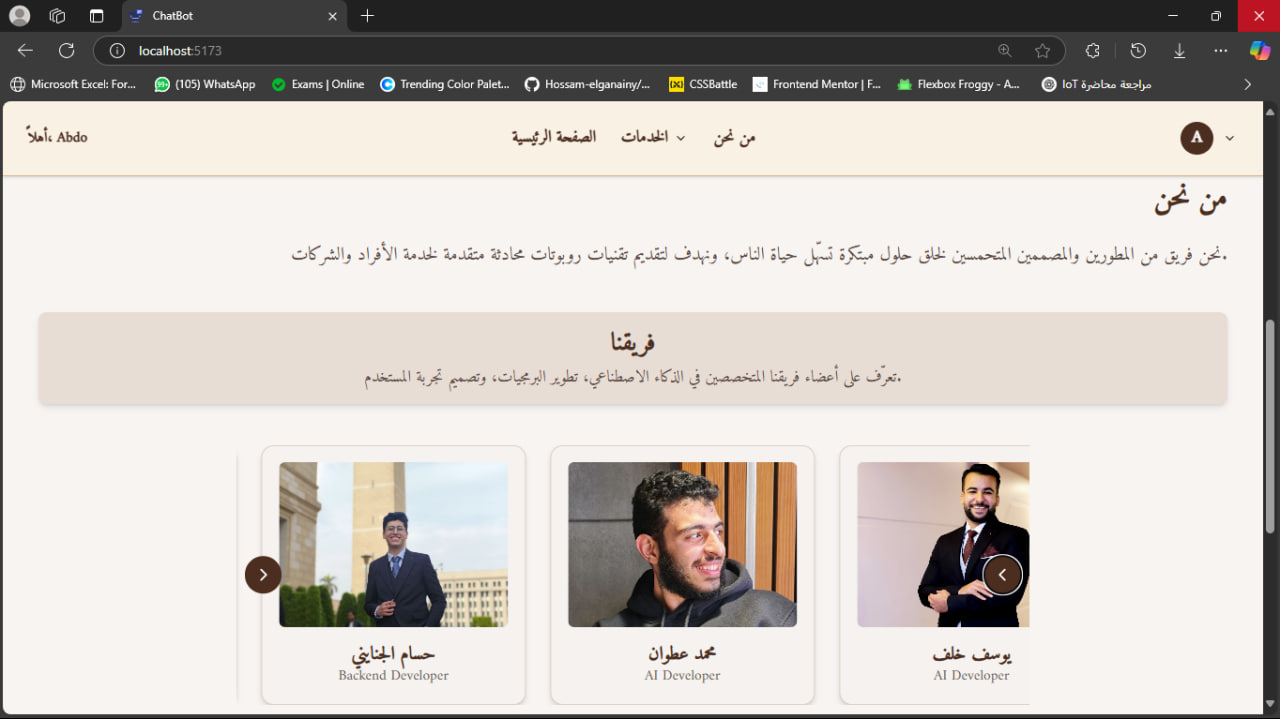 ChatBot
localhost:5173
Microsoft Excel: For...
(105) WhatsApp
Exams | Online
Trending Color Palet...
Hossam-elganainy/...
CSSBattle
Frontend Mentor | F...
Flexbox Froggy - A...
مراجعة محاضرة IoT
أهلاً، Abdo
الصفحة الرئيسية
الخدمات
من نحن
A
من نحن
.نحن فريق من المطورين والمصممين المتحمسين لخلق حلول مبتكرة تسهّل حياة الناس، ونهدف لتقديم تقنيات روبوتات محادثة متقدمة لخدمة الأفراد والشركات
فريقنا
.تعرّف على أعضاء فريقنا المتخصصين في الذكاء الاصطناعي، تطوير البرمجيات، وتصميم تجربة المستخدم
حسام الجنايني
Backend Developer
محمد عطوان
AI Developer
يوسف خلف
AI Developer